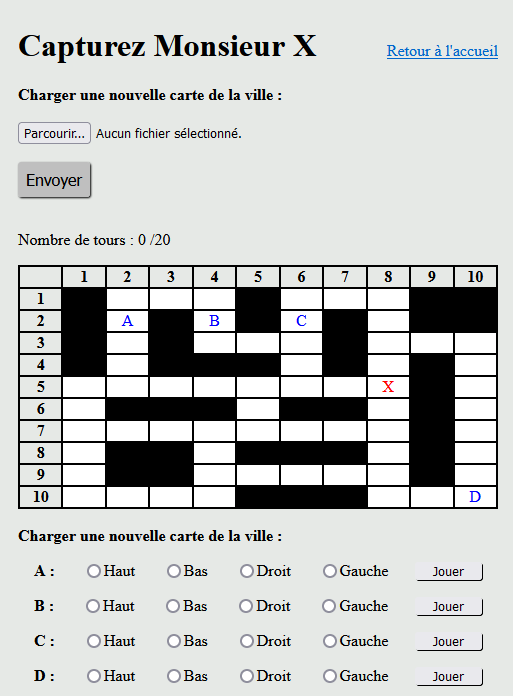 Capturez Monsieur X
Retour à l'accueil
Charger une nouvelle carte de la ville :
Parcourir... Aucun fichier sélectionné.
Envoyer
Nombre de tours : 0 /20
1 2 3 4 5 6 7 8 9 10
1
2 A B C
3
4
5 X
6
7
8
9
10 D
Charger une nouvelle carte de la ville :
A : Haut Bas Droit Gauche Jouer
B : Haut Bas Droit Gauche Jouer
C : Haut Bas Droit Gauche Jouer
D : Haut Bas Droit Gauche Jouer